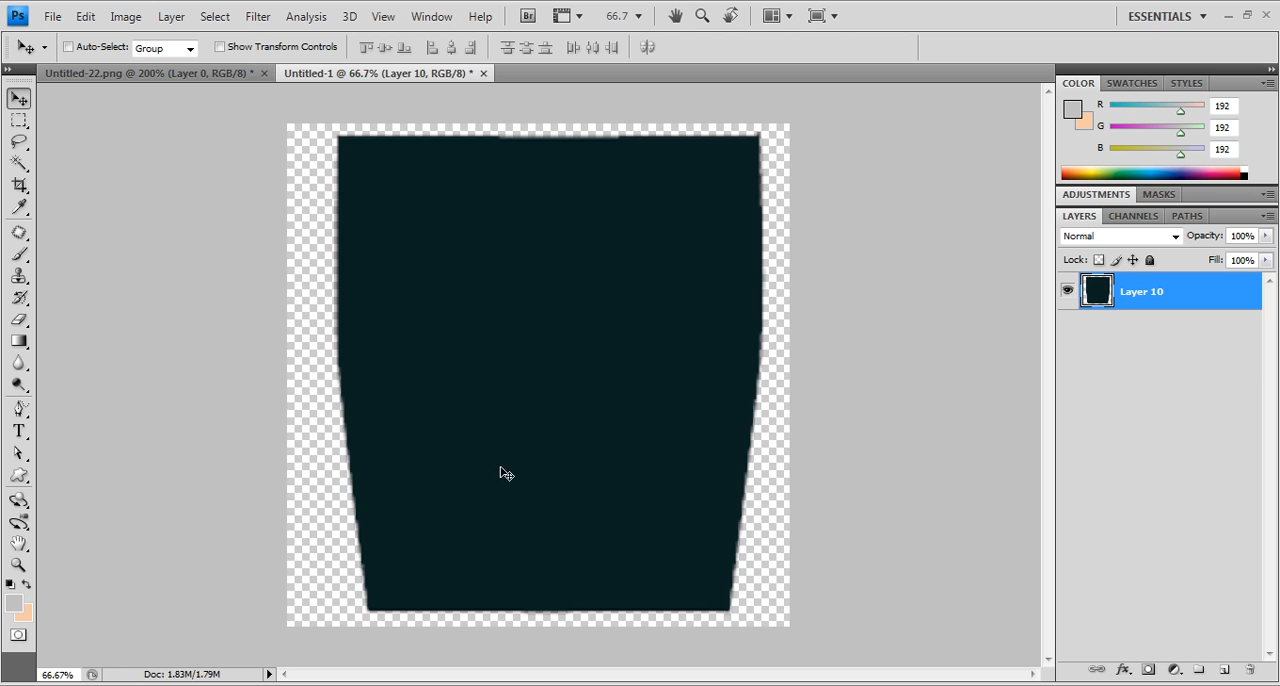 Ps File Edit Image Layer Select Filter Analysis 3D View Window Help Br 66.7 ESSENTIALS
Auto-Select: Group Show Transform Controls
Untitled-22.png @ 200% (Layer 0, RGB/8) * Untitled-1 @ 66.7% (Layer 10, RGB/8) *
COLOR SWATCHES STYLES
R 192
G 192
B 192
ADJUSTMENTS MASKS
LAYERS CHANNELS PATHS
Normal Opacity: 100%
Lock: Fill: 100%
Layer 10
T
66.67% Doc: 1.83M/1.79M